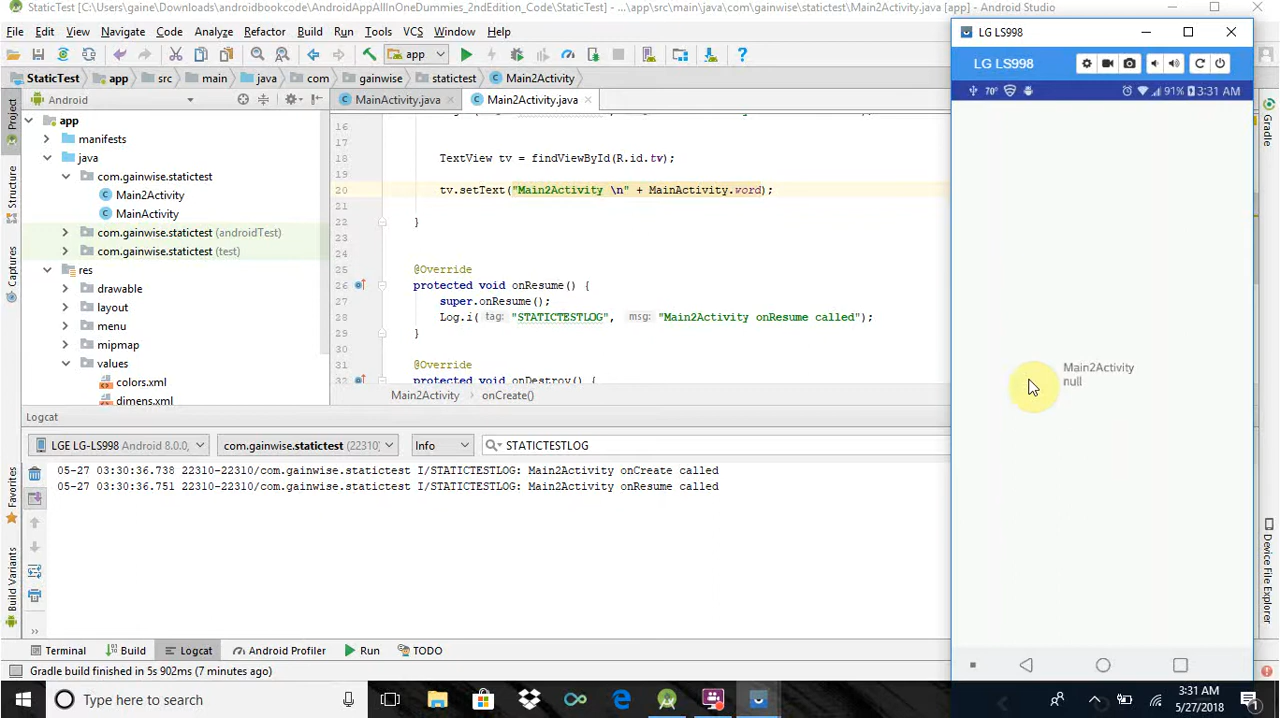 StaticTest [C:\Users\gaine\Downloads\androidbookcode\AndroidAppAllInOneDummies_2ndEdition_Code\StaticTest] - ...\app\src\main\java\com\gainwise\statictest\Main2Activity.java [app] - Android Studio
File Edit View Navigate Code Analyze Refactor Build Run Tools VCS Window Help
app
StaticTest app src main java com gainwise statictest Main2Activity
Android
MainActivity.java Main2Activity.java
Project
Structure
Captures
Favorites
Build Variants
app
manifests
java
com.gainwise.statictest
Main2Activity
MainActivity
com.gainwise.statictest (androidTest)
com.gainwise.statictest (test)
res
drawable
layout
menu
mipmap
values
colors.xml
dimens.xml
16
17
18 TextView tv = findViewById(R.id.tv);
19
20 tv.setText("Main2Activity \n" + MainActivity.word);
21
22 }
23
24
25 @Override
26 protected void onResume() {
27 super.onResume();
28 Log.i( tag: "STATICTESTLOG", msg: "Main2Activity onResume called");
29 }
30
31 @Override
32 protected void onDestroy() {
Main2Activity onCreate()
Logcat
LGE LG-LS998 Android 8.0.0, com.gainwise.statictest (22310) Info STATICTESTLOG
05-27 03:30:36.738 22310-22310/com.gainwise.statictest I/STATICTESTLOG: Main2Activity onCreate called
05-27 03:30:36.751 22310-22310/com.gainwise.statictest I/STATICTESTLOG: Main2Activity onResume called
Terminal Build Logcat Android Profiler Run TODO
Gradle build finished in 5s 902ms (7 minutes ago)
LG LS998
LG LS998
70° 91% 3:31 AM
Main2Activity
null
Gradle
Device File Explorer
Type here to search
3:31 AM
5/27/2018
1